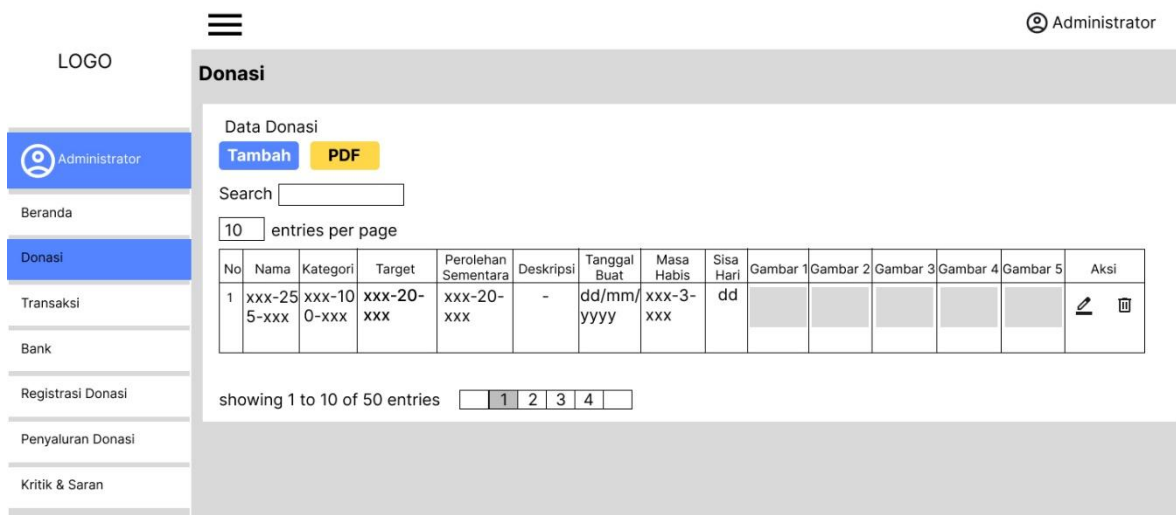 Administrator
LOGO
Donasi
Data Donasi
Tambah PDF
Administrator
Search
Beranda
10 entries per page
Donasi
No Nama Kategori Target Perolehan Sementara Deskripsi Tanggal Buat Masa Habis Sisa Hari Gambar 1 Gambar 2 Gambar 3 Gambar 4 Gambar 5 Aksi
1 xxx-255-xxx xxx-100-xxx xxx-20-xxx xxx-20-xxx - dd/mm/yyyy xxx-3-xxx dd
Transaksi
Bank
Registrasi Donasi
showing 1 to 10 of 50 entries 1 2 3 4
Penyaluran Donasi
Kritik & Saran